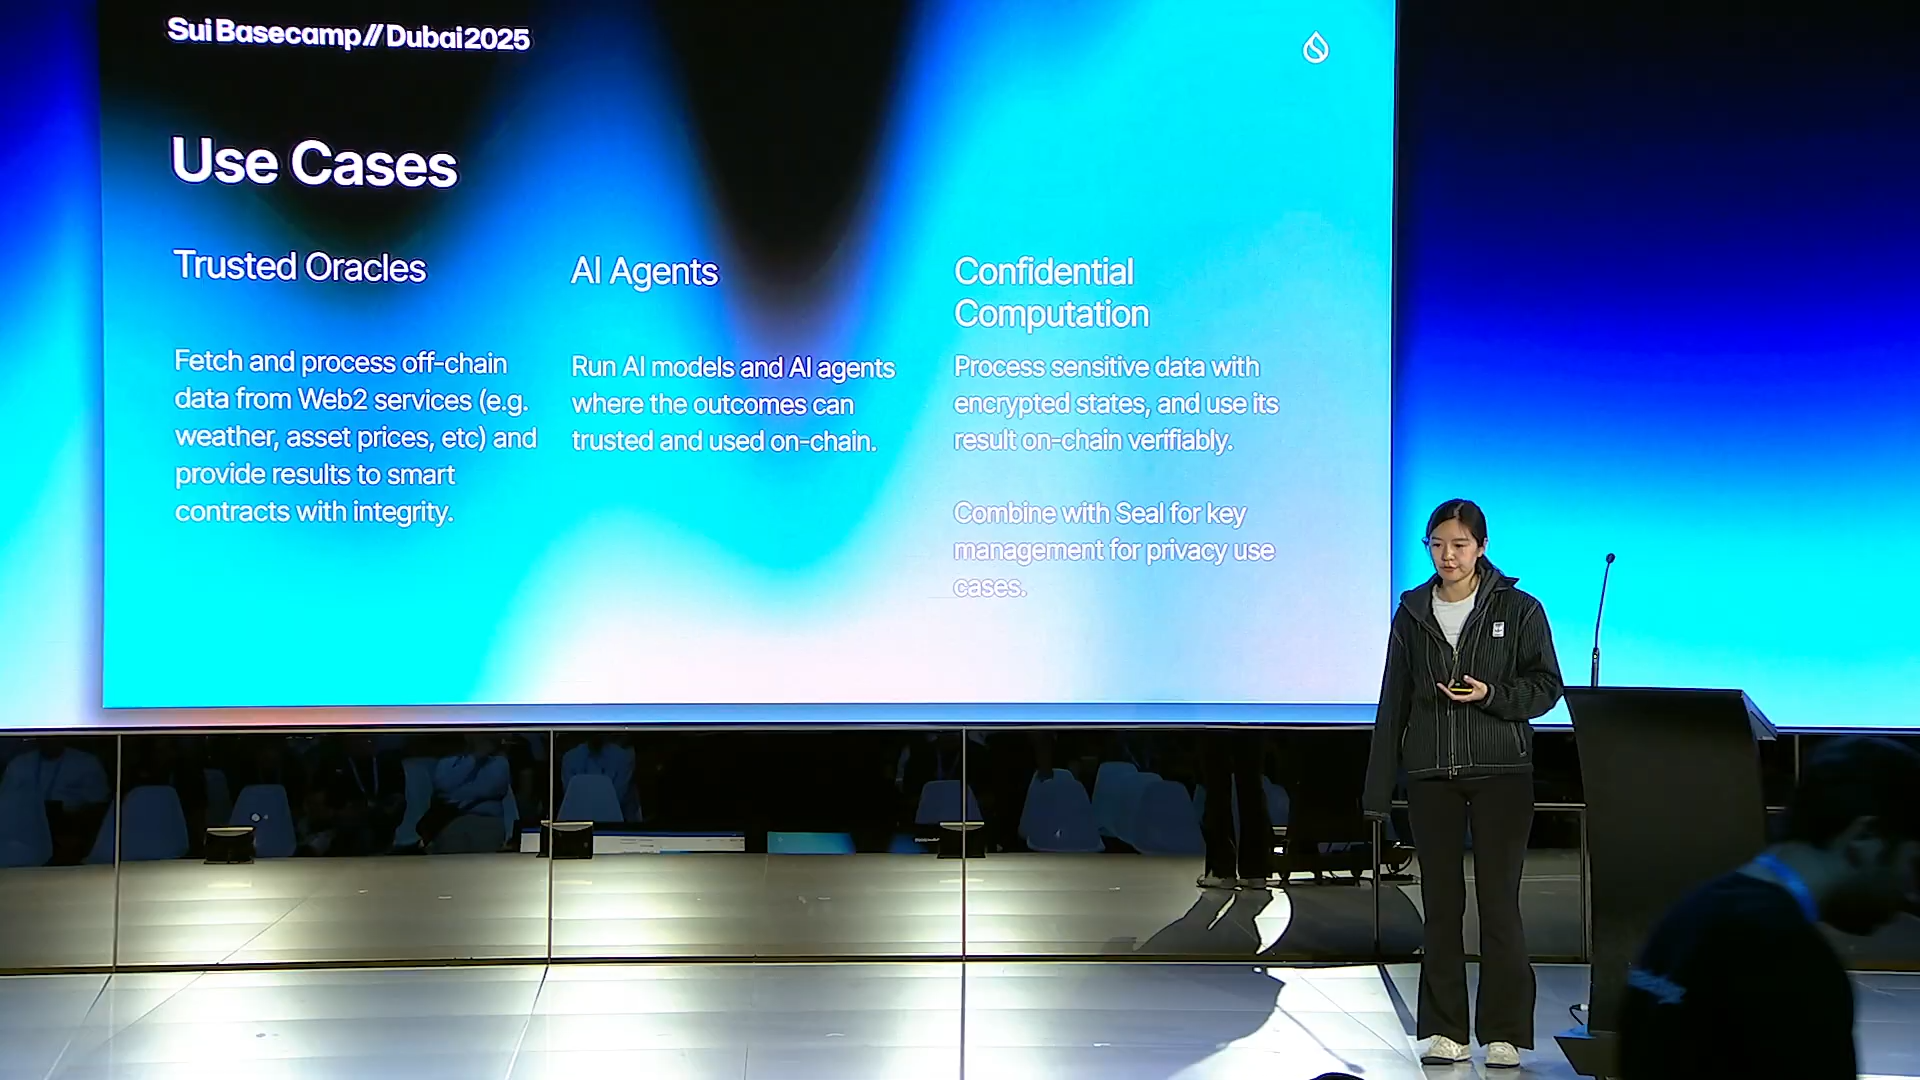 Sui Basecamp // Dubai 2025
Use Cases
Trusted Oracles
Fetch and process off-chain
data from Web2 services (e.g.
weather, asset prices, etc) and
provide results to smart
contracts with integrity.
AI Agents
Run AI models and AI agents
where the outcomes can
trusted and used on-chain.
Confidential
Computation
Process sensitive data with
encrypted states, and use its
result on-chain verifiably.
Combine with Seal for key
management for privacy use
cases.